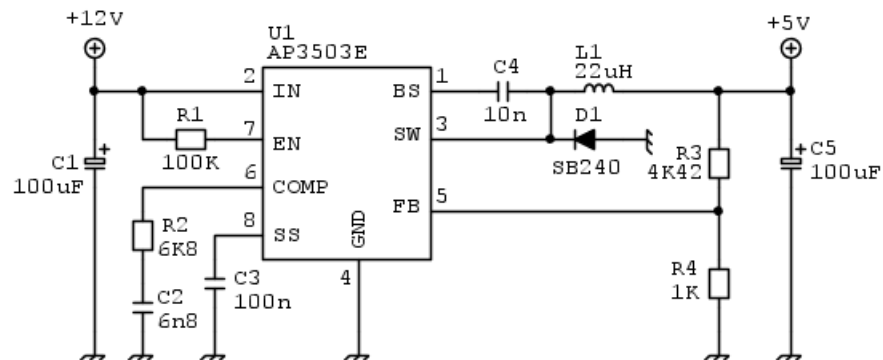 +12V
+5V
U1
AP3503E
2
IN
BS
1
C4
10n
L1
22uH
R1
100K
7
EN
SW
3
D1
SB240
C1
+
100uF
6
COMP
R3
4K42
+
C5
100uF
R2
6K8
8
SS
FB
5
GND
4
C2
6n8
C3
100n
R4
1K